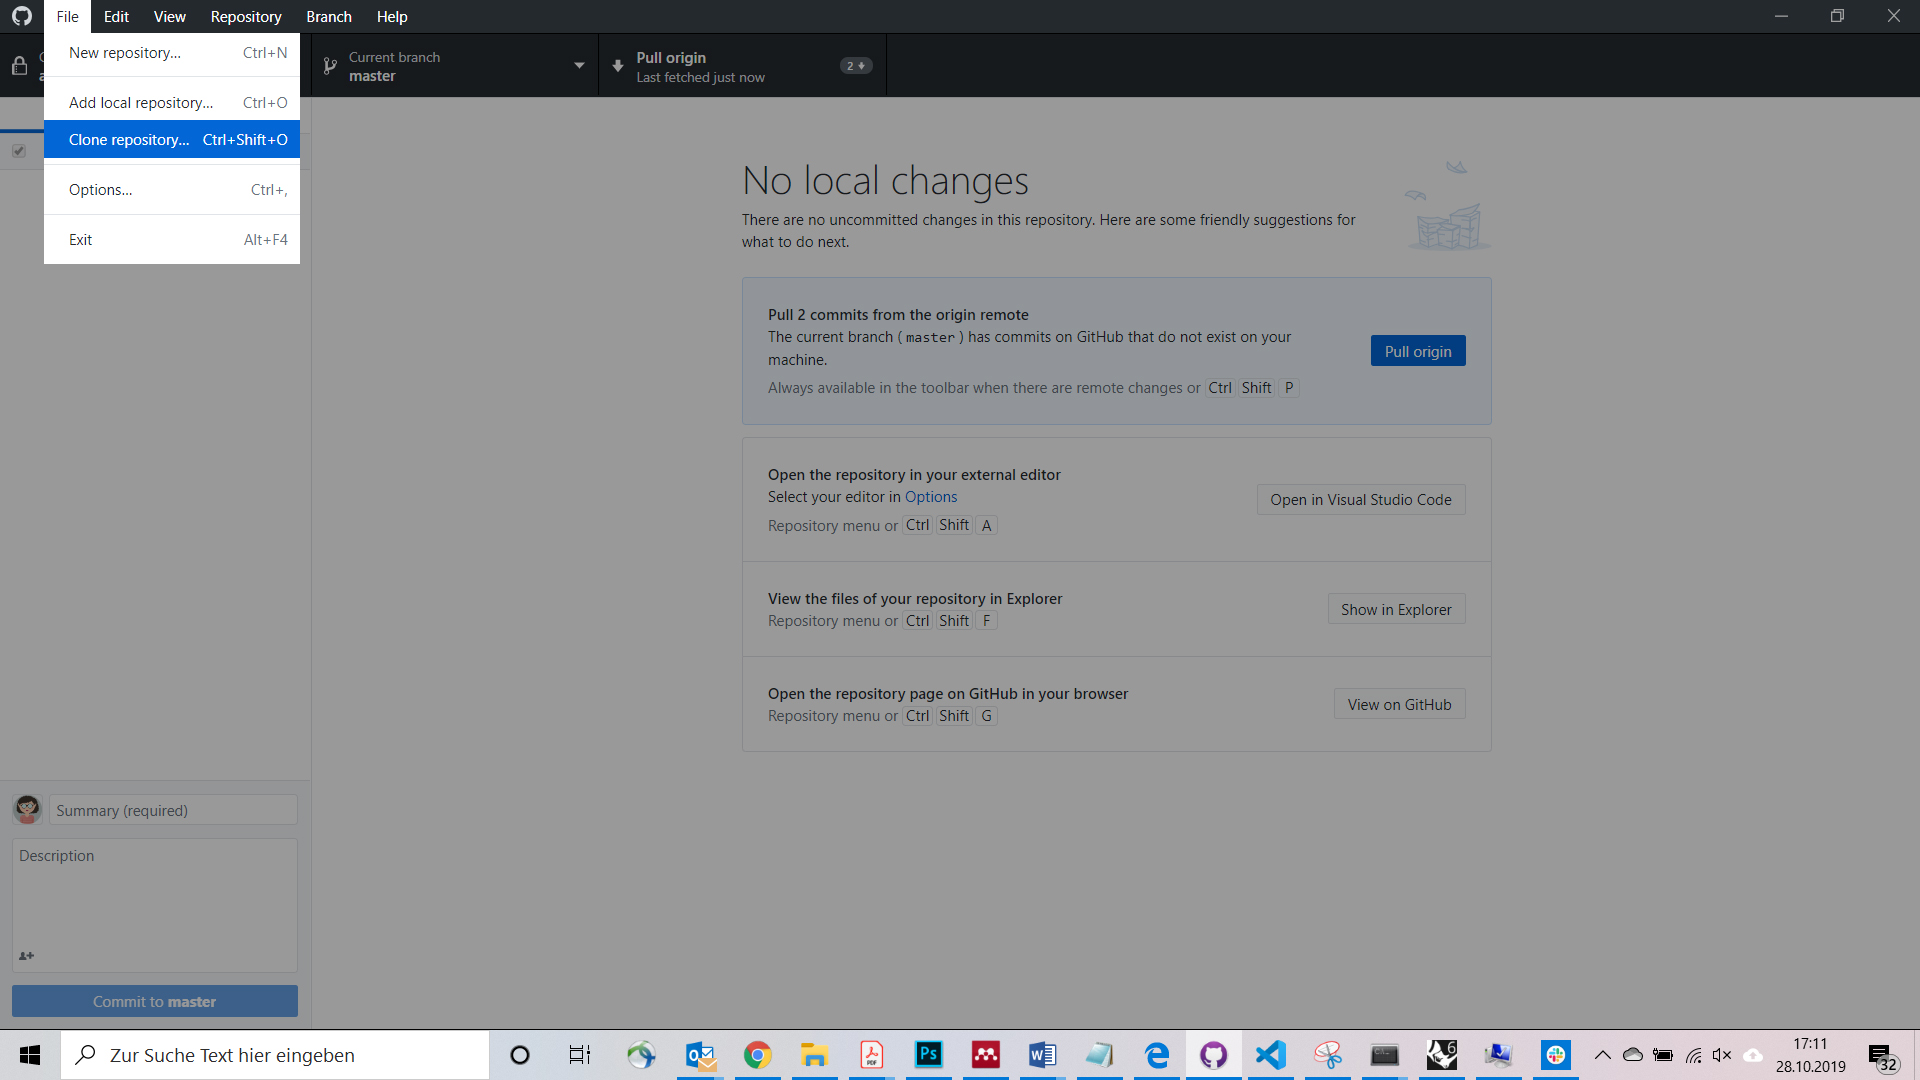 File Edit View Repository Branch Help
New repository... Ctrl+N
Add local repository... Ctrl+O
Clone repository... Ctrl+Shift+O
Options... Ctrl+,
Exit Alt+F4
Current branch
master
Pull origin
Last fetched just now
2
No local changes
There are no uncommitted changes in this repository. Here are some friendly suggestions for
what to do next.
Pull 2 commits from the origin remote
The current branch ( master ) has commits on GitHub that do not exist on your
machine.
Always available in the toolbar when there are remote changes or Ctrl Shift P
Pull origin
Open the repository in your external editor
Select your editor in Options
Repository menu or Ctrl Shift A
Open in Visual Studio Code
View the files of your repository in Explorer
Repository menu or Ctrl Shift F
Show in Explorer
Open the repository page on GitHub in your browser
Repository menu or Ctrl Shift G
View on GitHub
Summary (required)
Description
Commit to master
Zur Suche Text hier eingeben
17:11
28.10.2019
32